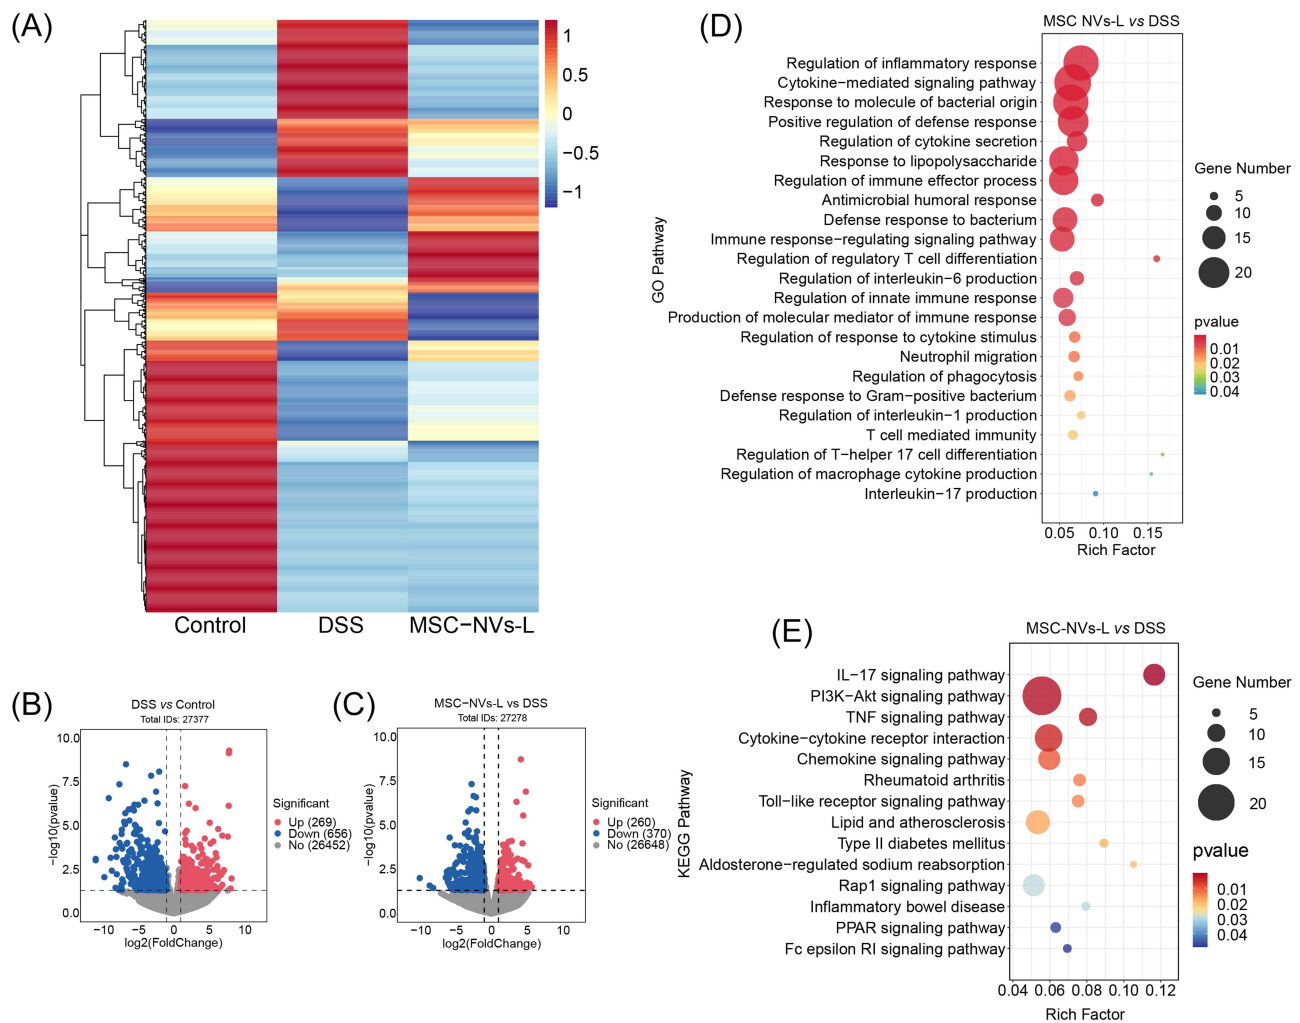 (A)
1
0.5
0
−0.5
−1
Control
DSS
MSC−NVs-L
(B)
DSS vs Control
Total IDs: 27377
−log10(pvalue)
10.0
7.5
5.0
2.5
0.0
−10
−5
0
5
10
log2(FoldChange)
Significant
Up (269)
Down (656)
No (26452)
(C)
MSC−NVs-L vs DSS
Total IDs: 27278
−log10(pvalue)
10.0
7.5
5.0
2.5
0.0
−10
−5
0
5
10
log2(FoldChange)
Significant
Up (260)
Down (370)
No (26648)
(D)
MSC NVs-L vs DSS
GO Pathway
Regulation of inflammatory response
Cytokine−mediated signaling pathway
Response to molecule of bacterial origin
Positive regulation of defense response
Regulation of cytokine secretion
Response to lipopolysaccharide
Regulation of immune effector process
Antimicrobial humoral response
Defense response to bacterium
Immune response−regulating signaling pathway
Regulation of regulatory T cell differentiation
Regulation of interleukin−6 production
Regulation of innate immune response
Production of molecular mediator of immune response
Regulation of response to cytokine stimulus
Neutrophil migration
Regulation of phagocytosis
Defense response to Gram−positive bacterium
Regulation of interleukin−1 production
T cell mediated immunity
Regulation of T−helper 17 cell differentiation
Regulation of macrophage cytokine production
Interleukin−17 production
0.05
0.10
0.15
Rich Factor
Gene Number
5
10
15
20
pvalue
0.01
0.02
0.03
0.04
(E)
MSC-NVs-L vs DSS
KEGG Pathway
IL−17 signaling pathway
PI3K−Akt signaling pathway
TNF signaling pathway
Cytokine−cytokine receptor interaction
Chemokine signaling pathway
Rheumatoid arthritis
Toll−like receptor signaling pathway
Lipid and atherosclerosis
Type II diabetes mellitus
Aldosterone−regulated sodium reabsorption
Rap1 signaling pathway
Inflammatory bowel disease
PPAR signaling pathway
Fc epsilon RI signaling pathway
0.04
0.06
0.08
0.10
0.12
Rich Factor
Gene Number
5
10
15
20
pvalue
0.01
0.02
0.03
0.04